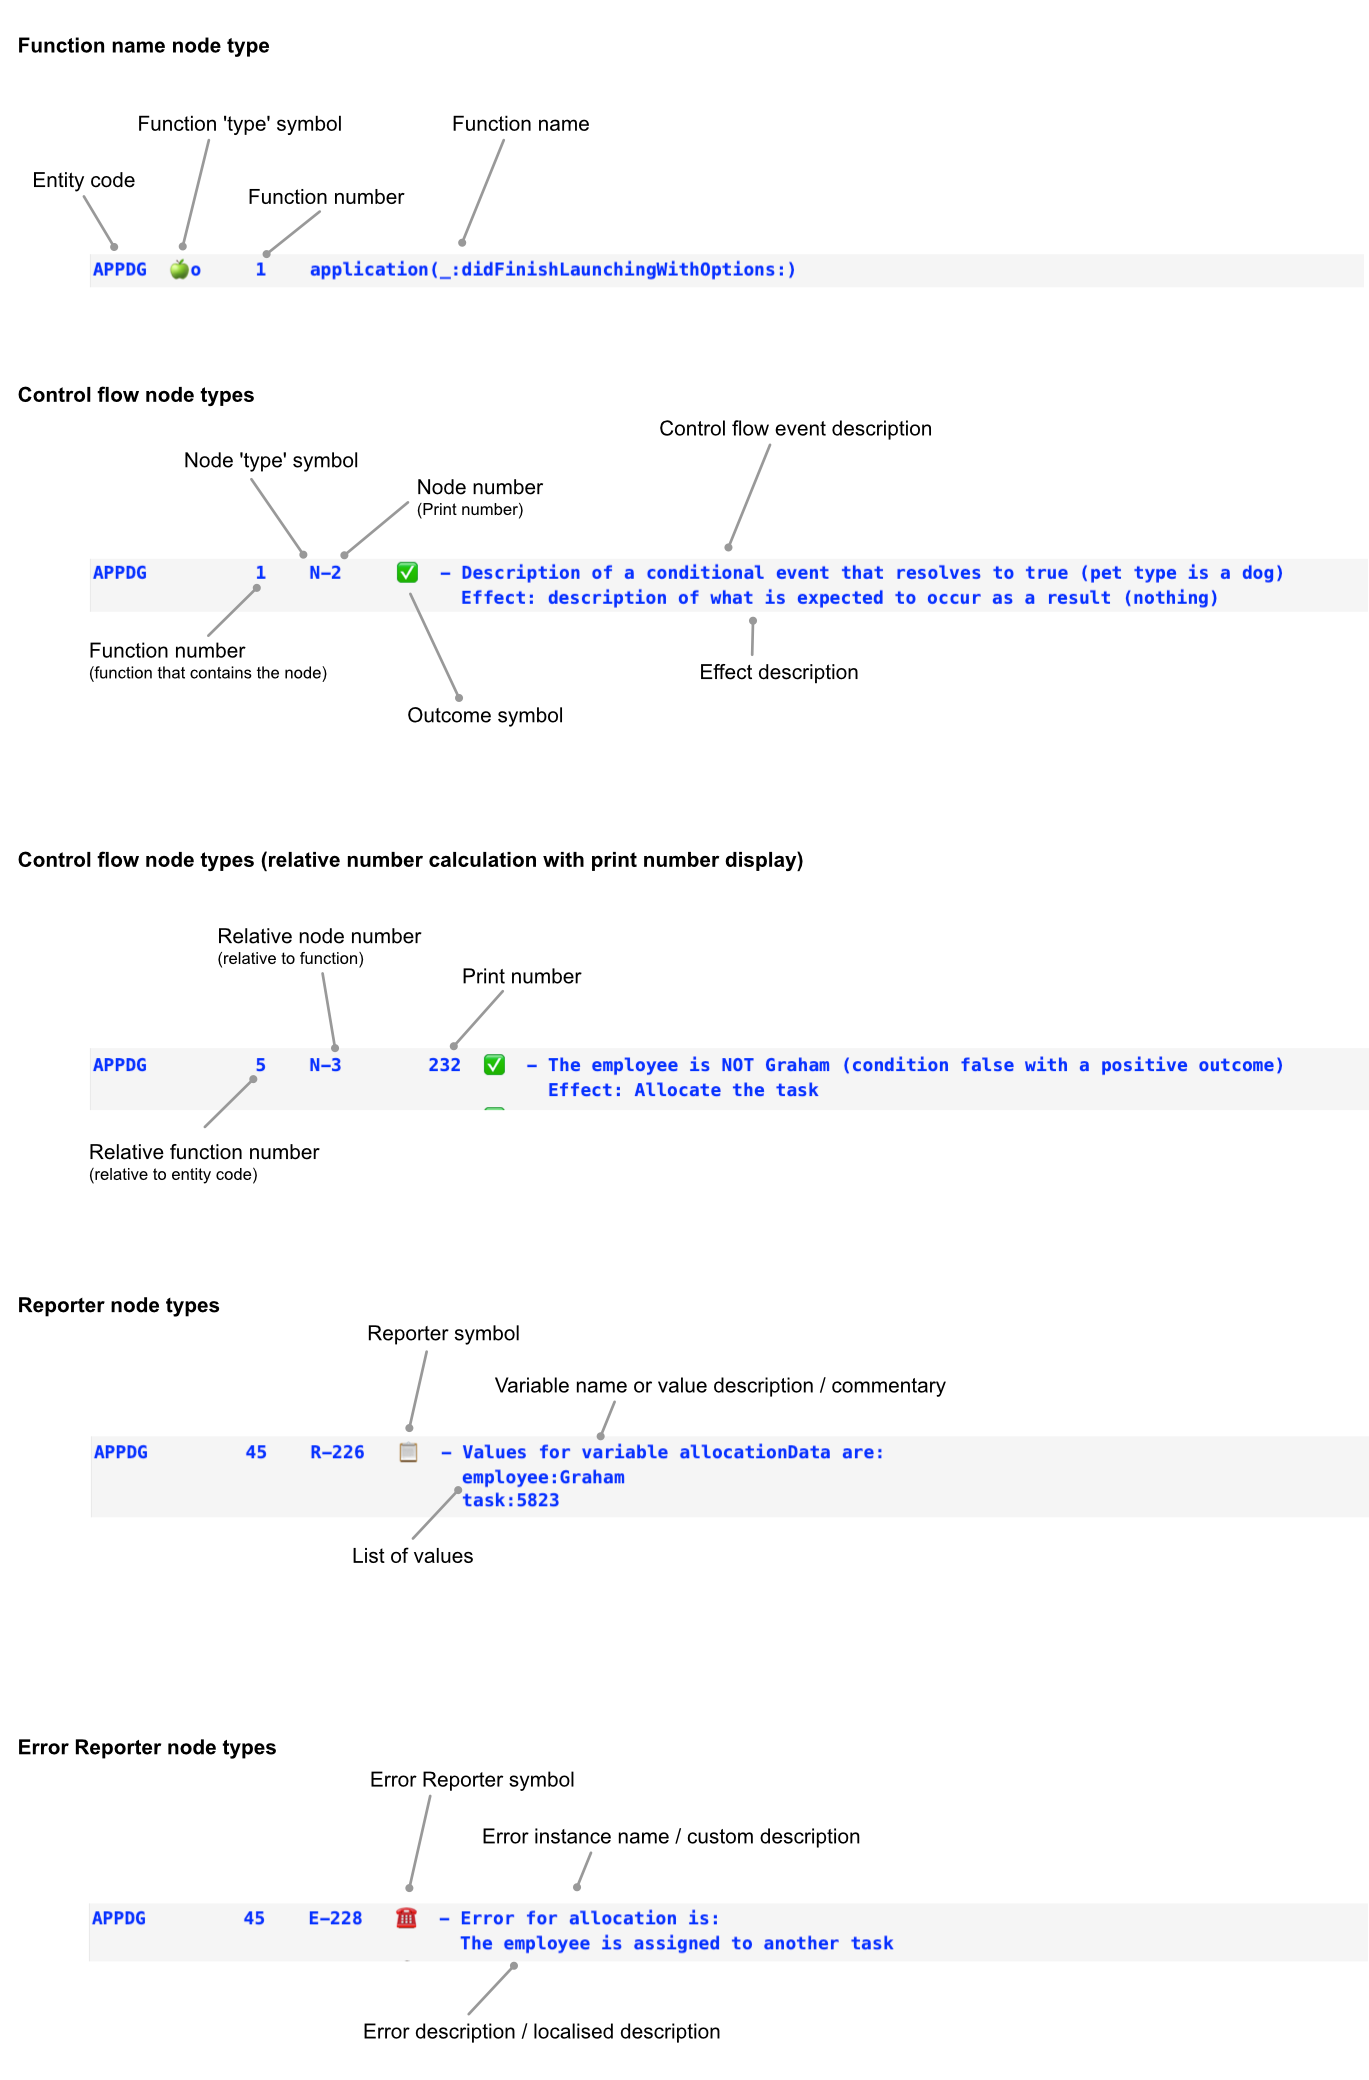 Function name node type
Function 'type' symbol
Function name
Entity code
Function number
APPDG 🍏o 1 application(_:didFinishLaunchingWithOptions:)
Control flow node types
Control flow event description
Node 'type' symbol
Node number
(Print number)
APPDG 1 N–2 ✅ – Description of a conditional event that resolves to true (pet type is a dog)
Effect: description of what is expected to occur as a result (nothing)
Function number
(function that contains the node)
Effect description
Outcome symbol
Control flow node types (relative number calculation with print number display)
Relative node number
(relative to function)
Print number
APPDG 5 N–3 232 ✅ – The employee is NOT Graham (condition false with a positive outcome)
Effect: Allocate the task
Relative function number
(relative to entity code)
Reporter node types
Reporter symbol
Variable name or value description / commentary
APPDG 45 R–226 📋 – Values for variable allocationData are:
employee:Graham
task:5823
List of values
Error Reporter node types
Error Reporter symbol
Error instance name / custom description
APPDG 45 E–228 ☎️ – Error for allocation is:
The employee is assigned to another task
Error description / localised description